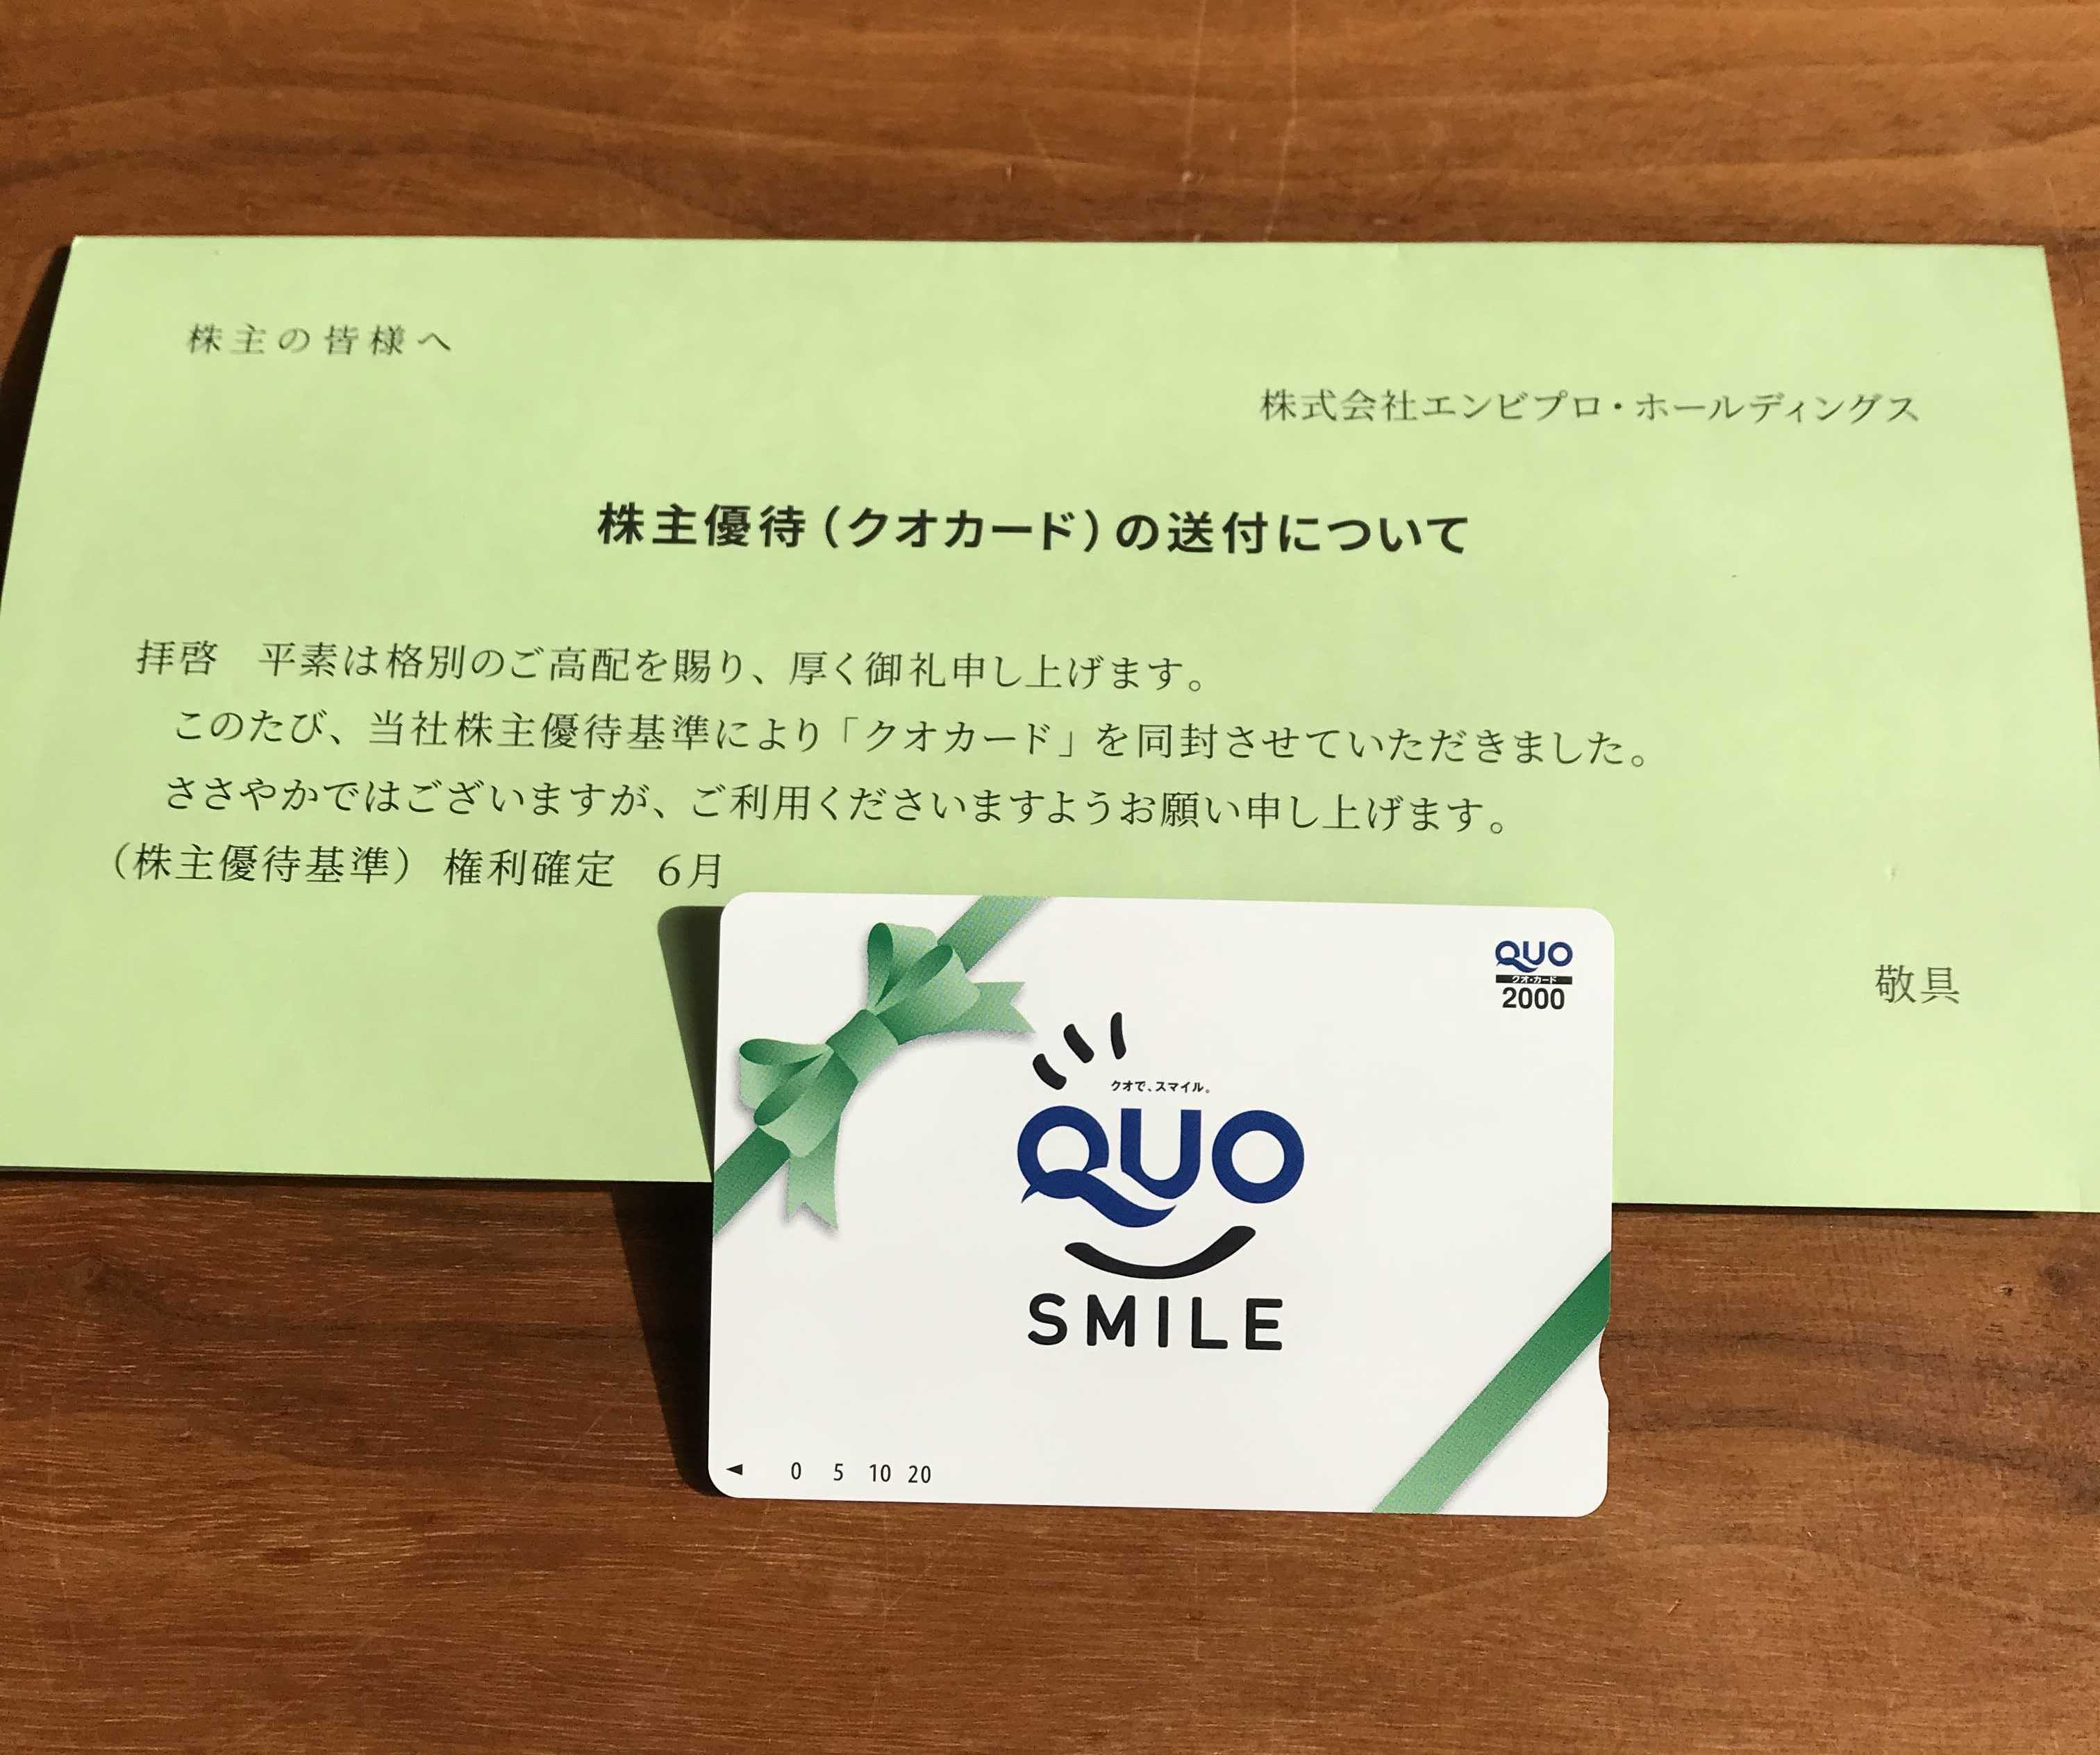 株主の皆様へ
株式会社エンビプロ・ホールディングス
株主優待（クオカード）の送付について
拝啓　平素は格別のご高配を賜り、厚く御礼申し上げます。
このたび、当社株主優待基準により「クオカード」を同封させていただきました。
ささやかではございますが、ご利用くださいますようお願い申し上げます。
（株主優待基準）権利確定　6月
敬具
QUO
クオ・カード
2000
クオで、スマイル。
QUO
SMILE
◀ 0 5 10 20